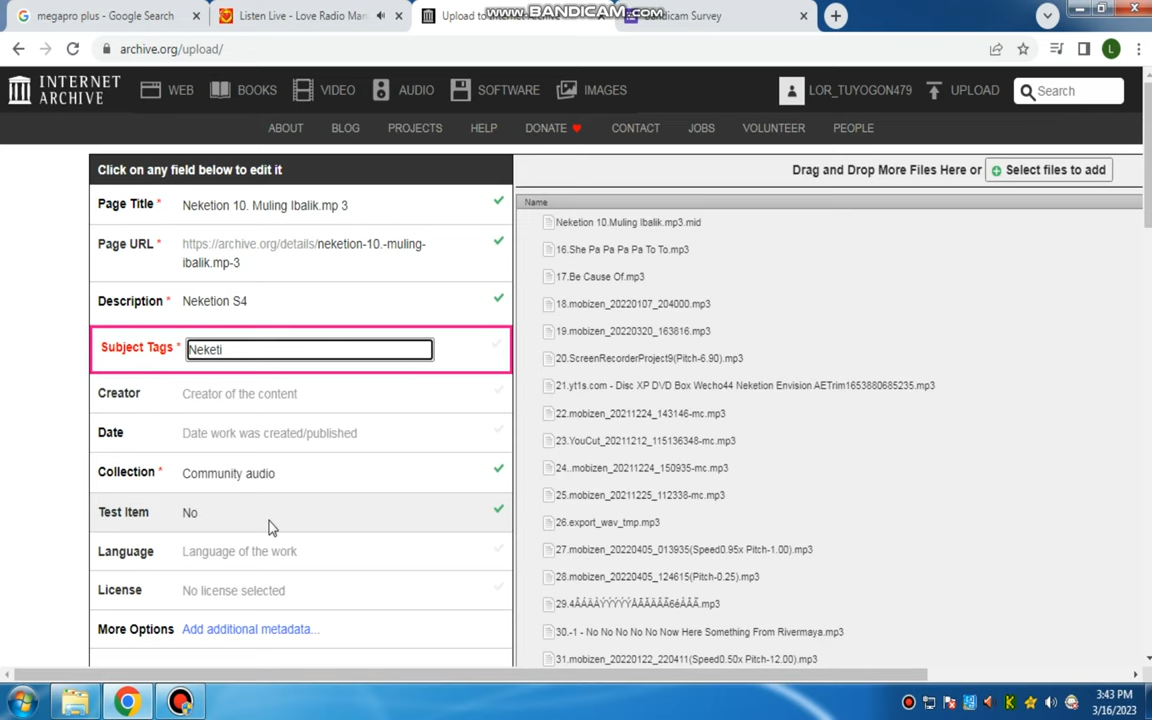 megapro plus - Google Search
Listen Live - Love Radio Man
Upload to Internet Archive
Bandicam Survey
www.BANDICAM.com
archive.org/upload/
L
INTERNET ARCHIVE
WEB
BOOKS
VIDEO
AUDIO
SOFTWARE
IMAGES
LOR_TUYOGON479
UPLOAD
Search
ABOUT
BLOG
PROJECTS
HELP
DONATE
CONTACT
JOBS
VOLUNTEER
PEOPLE
Click on any field below to edit it
Drag and Drop More Files Here or
Select files to add
Page Title * Neketion 10. Muling Ibalik.mp 3
Page URL * https://archive.org/details/neketion-10.-muling-
ibalik.mp-3
Description * Neketion S4
Subject Tags * Neketi
Creator Creator of the content
Date Date work was created/published
Collection * Community audio
Test Item No
Language Language of the work
License No license selected
More Options Add additional metadata...
Name
Neketion 10.Muling Ibalik.mp3.mid
16.She Pa Pa Pa Pa To To.mp3
17.Be Cause Of.mp3
18.mobizen_20220107_204000.mp3
19.mobizen_20220320_163816.mp3
20.ScreenRecorderProject9(Pitch-6.90).mp3
21.yt1s.com - Disc XP DVD Box Wecho44 Neketion Envision AETrim1653880685235.mp3
22.mobizen_20211224_143146-mc.mp3
23.YouCut_20211212_115136348-mc.mp3
24..mobizen_20211224_150935-mc.mp3
25.mobizen_20211225_112338-mc.mp3
26.export_wav_tmp.mp3
27.mobizen_20220405_013935(Speed0.95x Pitch-1.00).mp3
28.mobizen_20220405_124615(Pitch-0.25).mp3
30.-1 - No No No No No Now Here Something From Rivermaya.mp3
31.mobizen_20220122_220411(Speed0.50x Pitch-12.00).mp3
3:43 PM
3/16/2023